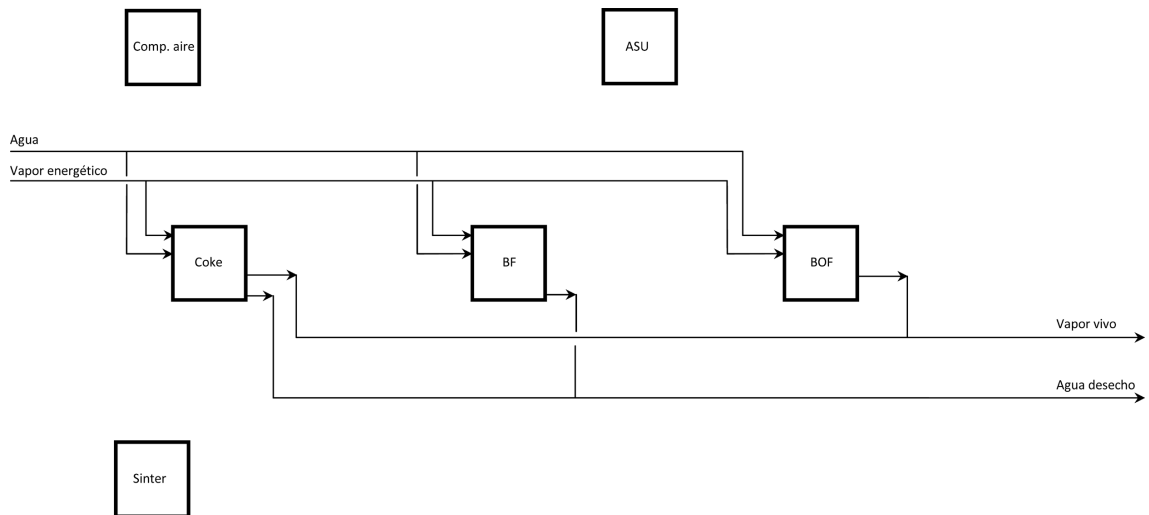 Comp. aire
ASU
Agua
Vapor energético
Coke
BF
BOF
Vapor vivo
Agua desecho
Sinter